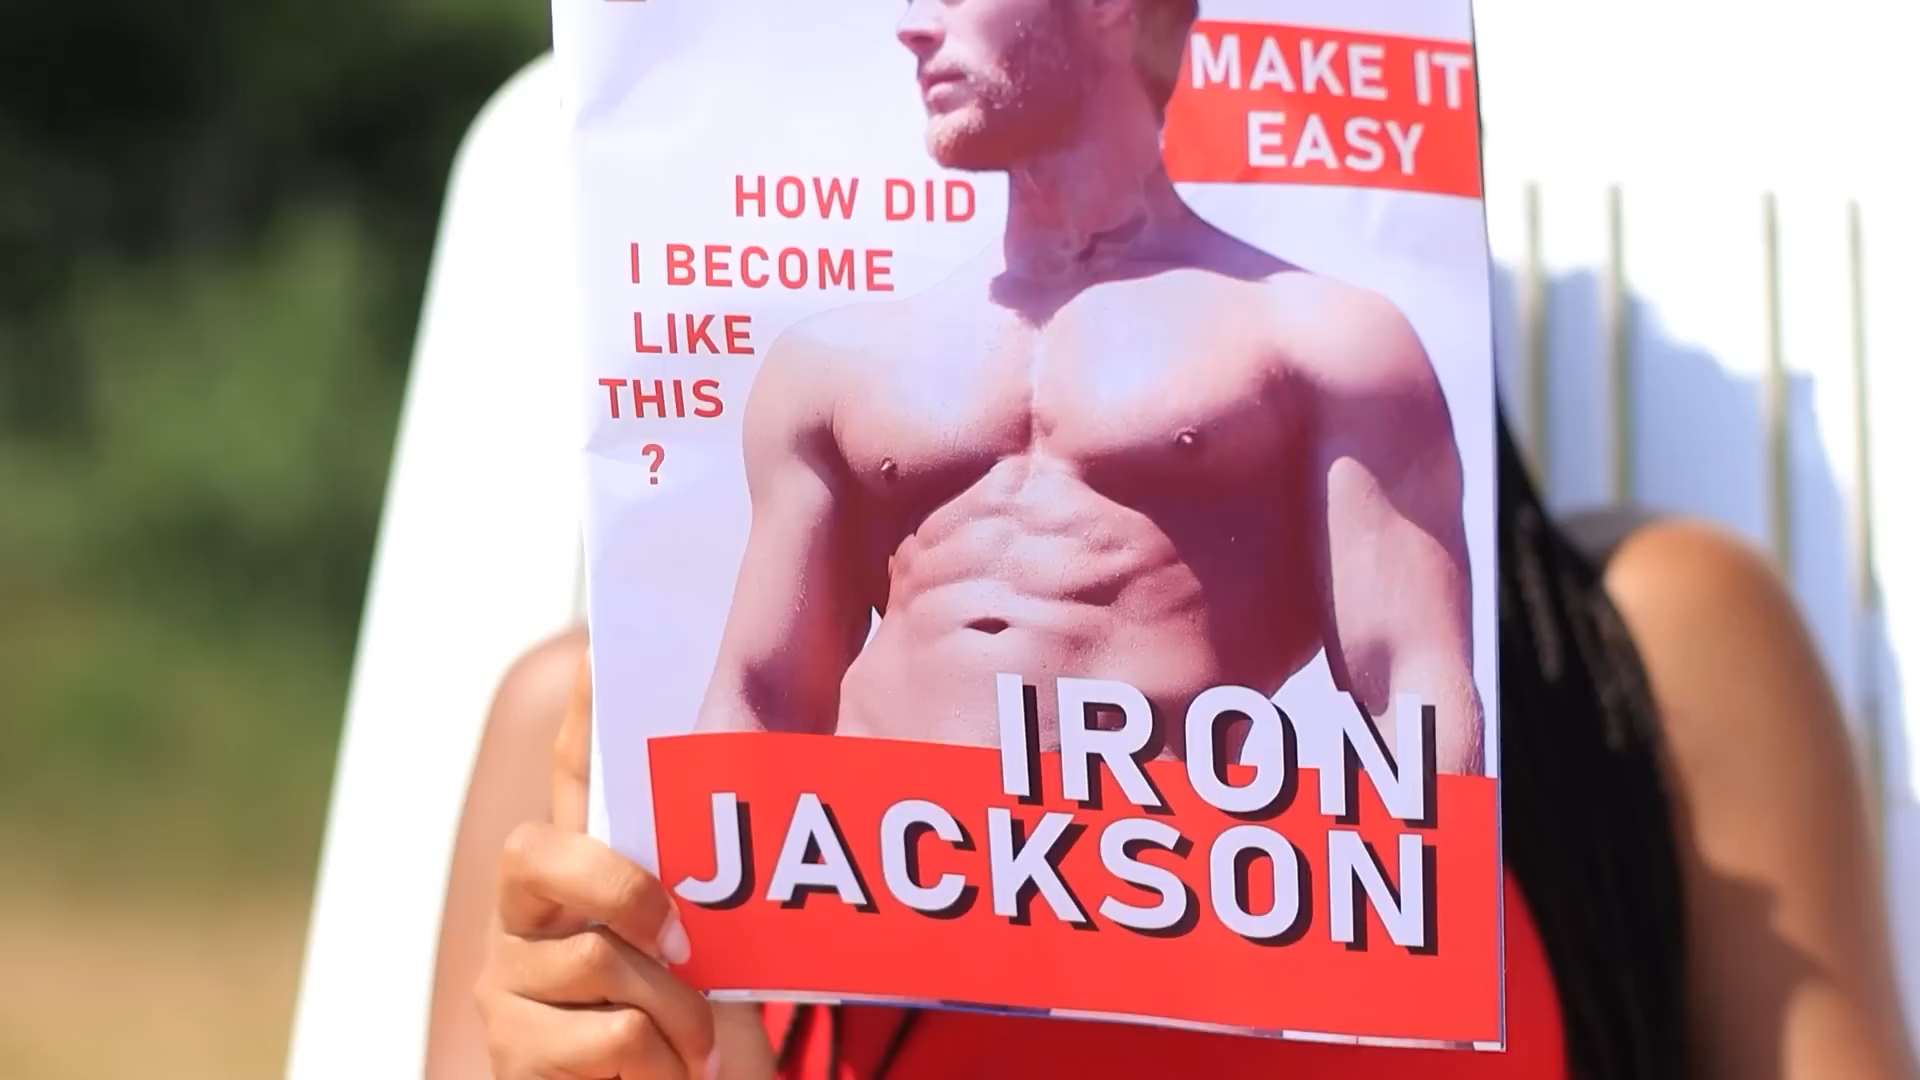 MAKE IT
EASY
HOW DID
I BECOME
LIKE
THIS
?
IRON
JACKSON